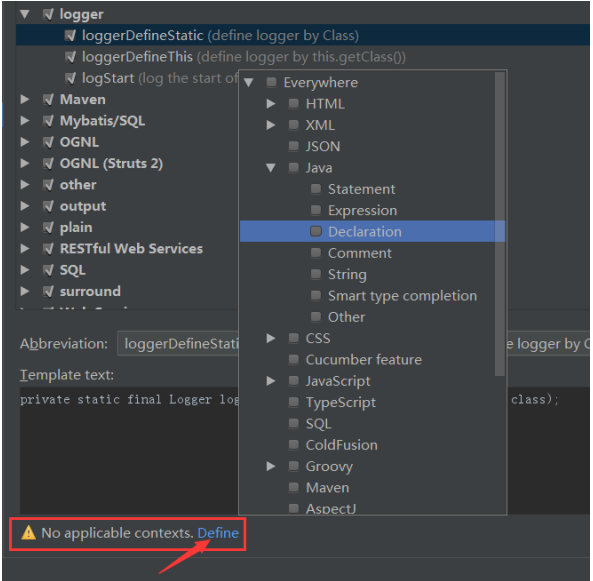 logger
loggerDefineStatic (define logger by Class)
loggerDefineThis (define logger by this.getClass())
logStart (log the start of
Maven
Mybatis/SQL
OGNL
OGNL (Struts 2)
other
output
plain
RESTful Web Services
SQL
surround
Everywhere
HTML
XML
JSON
Java
Statement
Expression
Declaration
Comment
String
Smart type completion
Other
CSS
Cucumber feature
JavaScript
TypeScript
SQL
ColdFusion
Groovy
Maven
AspectJ
Abbreviation: loggerDefineStati e logger by C
Template text:
private static final Logger log class);
No applicable contexts. Define